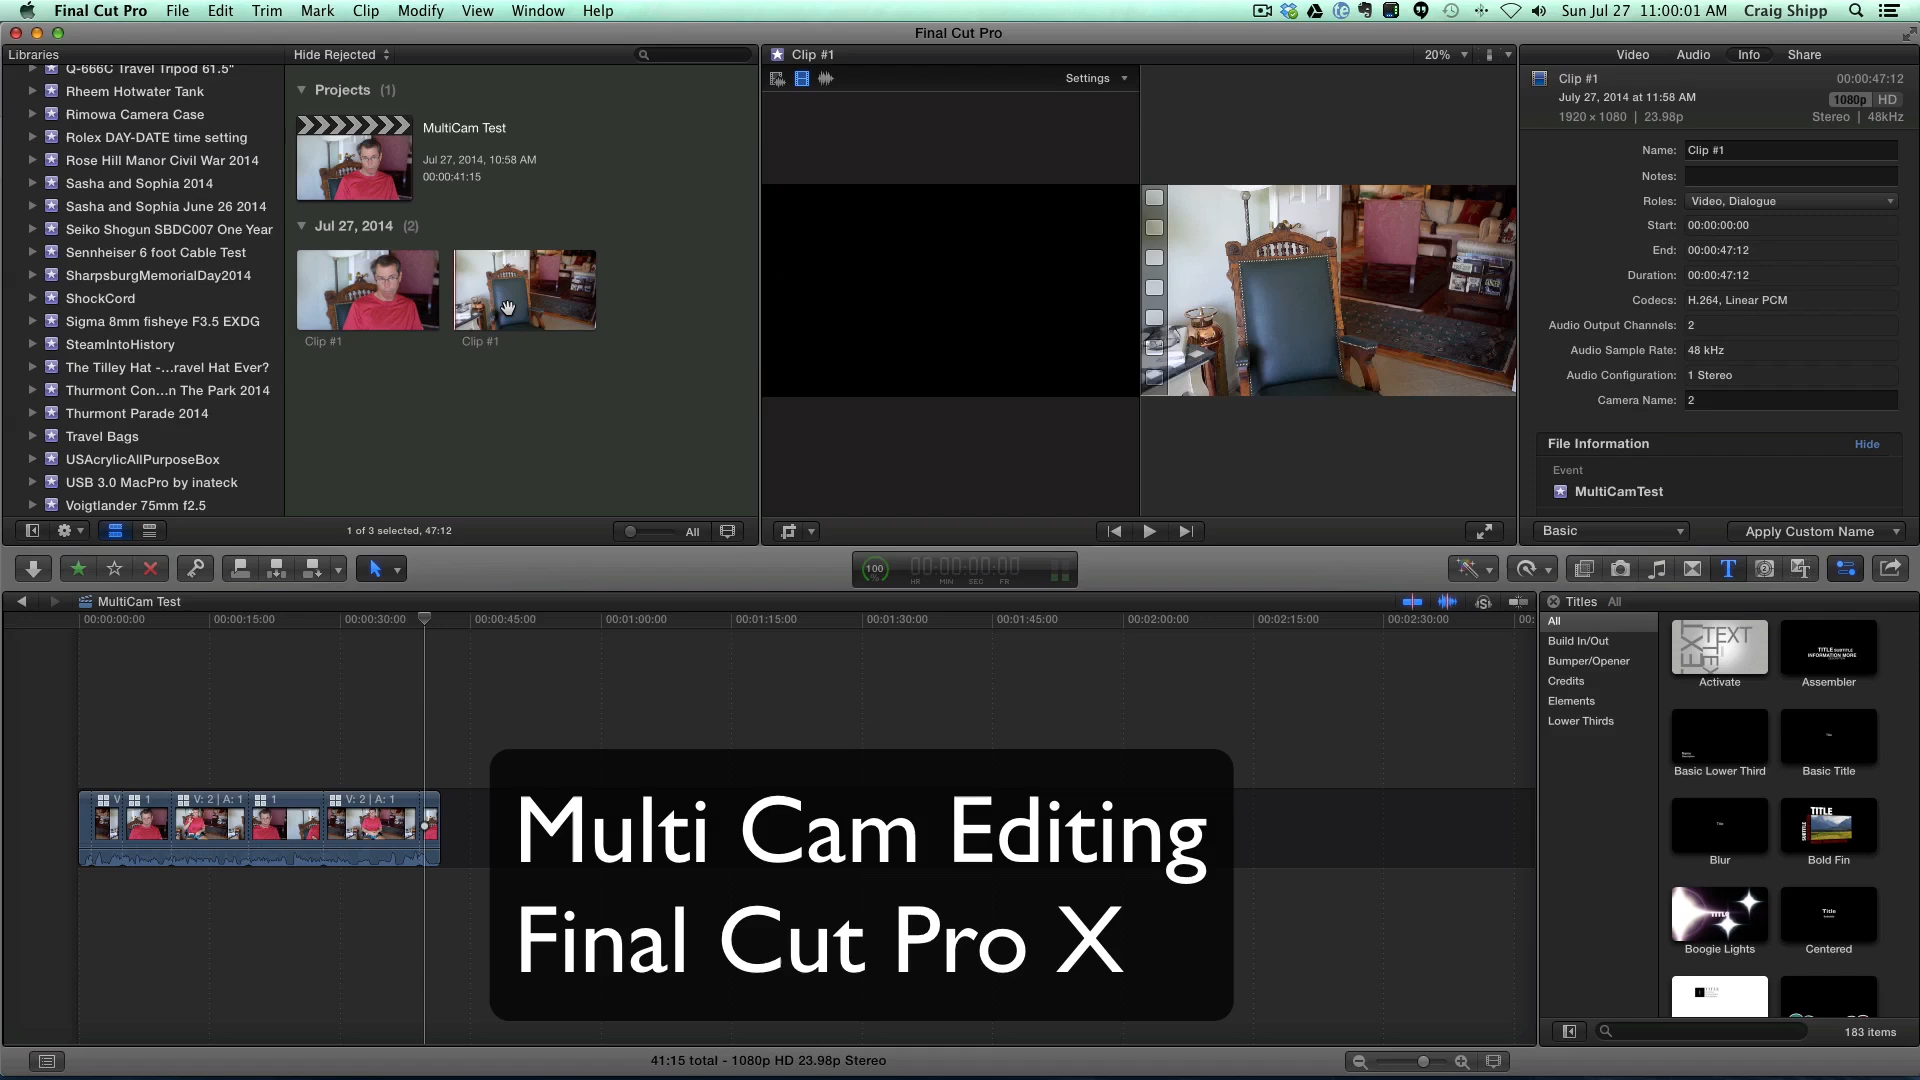 Final Cut Pro File Edit Trim Mark Clip Modify View Window Help Sun Jul 27 11:00:01 AM Craig Shipp
Final Cut Pro
Libraries Hide Rejected
Clip #1 20%
Video Audio Info Share
Q-666C Travel Tripod 61.5"
Rheem Hotwater Tank
Rimowa Camera Case
Rolex DAY-DATE time setting
Rose Hill Manor Civil War 2014
Sasha and Sophia 2014
Sasha and Sophia June 26 2014
Seiko Shogun SBDC007 One Year
Sennheiser 6 foot Cable Test
SharpsburgMemorialDay2014
ShockCord
Sigma 8mm fisheye F3.5 EXDG
SteamIntoHistory
The Tilley Hat -...ravel Hat Ever?
Thurmont Con...n The Park 2014
Thurmont Parade 2014
Travel Bags
USAcrylicAllPurposeBox
USB 3.0 MacPro by inateck
Voigtlander 75mm f2.5
Projects (1)
MultiCam Test
Jul 27, 2014, 10:58 AM
00:00:41:15
Jul 27, 2014 (2)
Clip #1
Clip #1
1 of 3 selected, 47:12
All
Settings
Clip #1 00:00:47:12
July 27, 2014 at 11:58 AM 1080p HD
1920 × 1080 | 23.98p Stereo | 48kHz
Name: Clip #1
Notes:
Roles: Video, Dialogue
Start: 00:00:00:00
End: 00:00:47:12
Duration: 00:00:47:12
Codecs: H.264, Linear PCM
Audio Output Channels: 2
Audio Sample Rate: 48 kHz
Audio Configuration: 1 Stereo
Camera Name: 2
File Information Hide
Event
MultiCamTest
Basic Apply Custom Name
100 % 00:00:00:00
HR MIN SEC FR
MultiCam Test
00:00:00:00 00:00:15:00 00:00:30:00 00:00:45:00 00:01:00:00 00:01:15:00 00:01:30:00 00:01:45:00 00:02:00:00 00:02:15:00 00:02:30:00 00:
V 1 V: 2 | A: 1 1 V: 2 | A: 1
Multi Cam Editing
Final Cut Pro X
Titles All
All
Build In/Out
Bumper/Opener
Credits
Elements
Lower Thirds
TEXT
TITLE SUBTITLE
INFORMATION MORE
Activate Assembler
Title
Basic Lower Third Basic Title
Title
TITLE
SUBTITLE
Blur Bold Fin
TITLE
Title
Boogie Lights Centered
TITLE
183 items
41:15 total - 1080p HD 23.98p Stereo